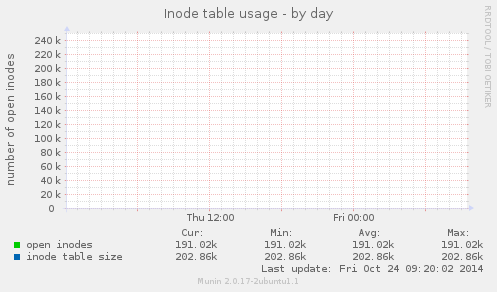 Inode table usage - by day
RRDTOOL / TOBI OETIKER
number of open inodes
240 k
220 k
200 k
180 k
160 k
140 k
120 k
100 k
80 k
60 k
40 k
20 k
0
Thu 12:00 Fri 00:00
Cur: Min: Avg: Max:
open inodes 191.02k 191.02k 191.02k 191.02k
inode table size 202.86k 202.86k 202.86k 202.86k
Last update: Fri Oct 24 09:20:02 2014
Munin 2.0.17-2ubuntu1.1